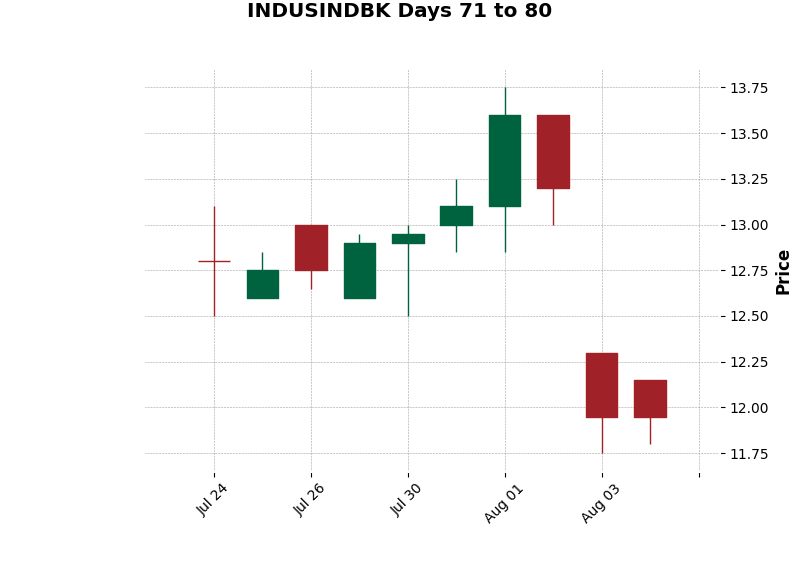 INDUSINDBK Days 71 to 80
13.75
13.50
13.25
13.00
12.75
12.50
12.25
12.00
11.75
Price
Jul 24
Jul 26
Jul 30
Aug 01
Aug 03